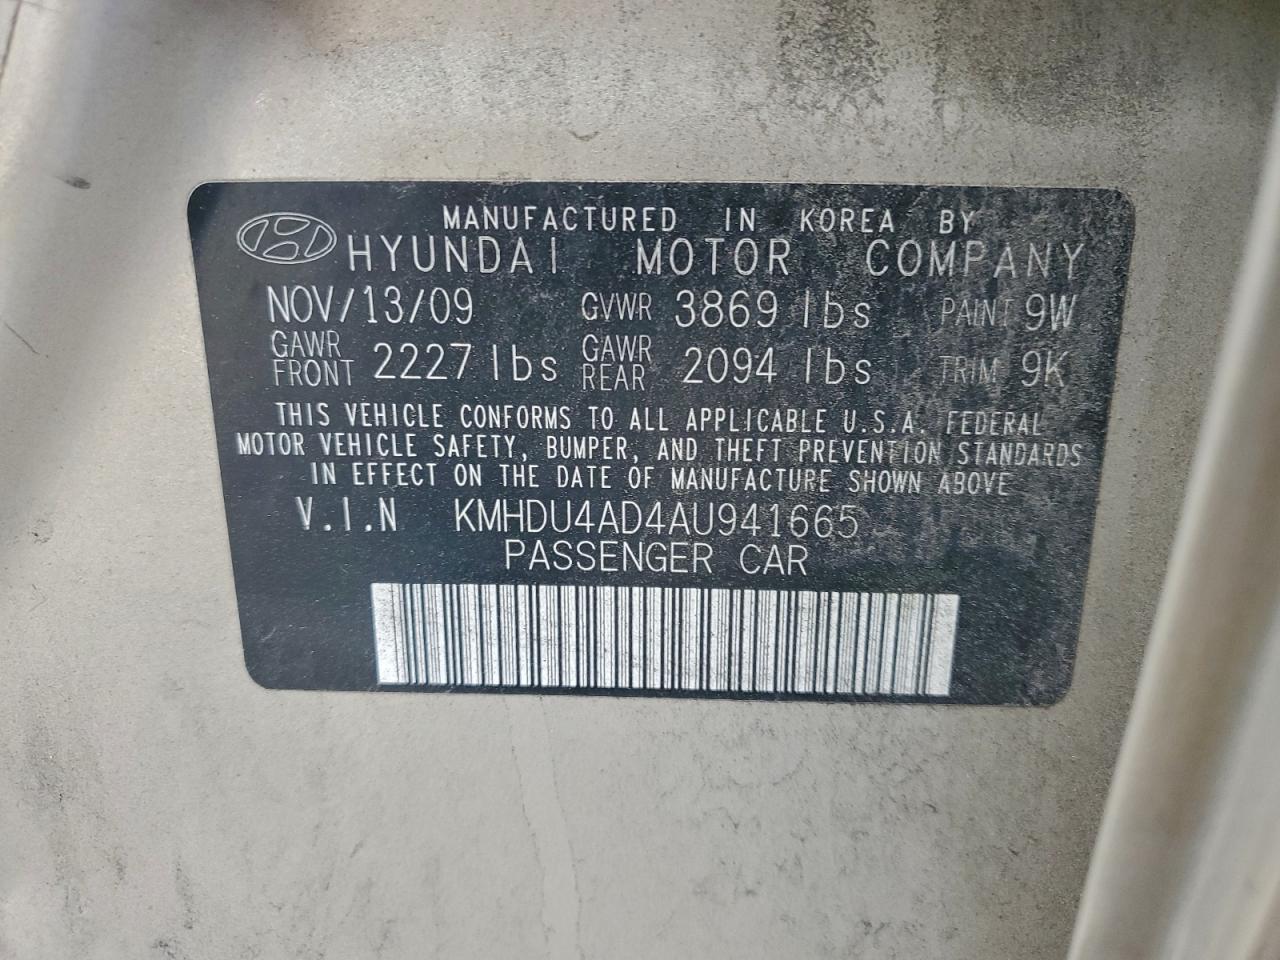 MANUFACTURED IN KOREA BY
HYUNDAI MOTOR COMPANY
NOV/13/09 GVWR 3869 lbs PAINT 9W
GAWR FRONT 2227 lbs GAWR REAR 2094 lbs TRIM 9K
THIS VEHICLE CONFORMS TO ALL APPLICABLE U.S.A. FEDERAL
MOTOR VEHICLE SAFETY, BUMPER, AND THEFT PREVENTION STANDARDS
IN EFFECT ON THE DATE OF MANUFACTURE SHOWN ABOVE
V.I.N KMHDU4AD4AU941665
PASSENGER CAR